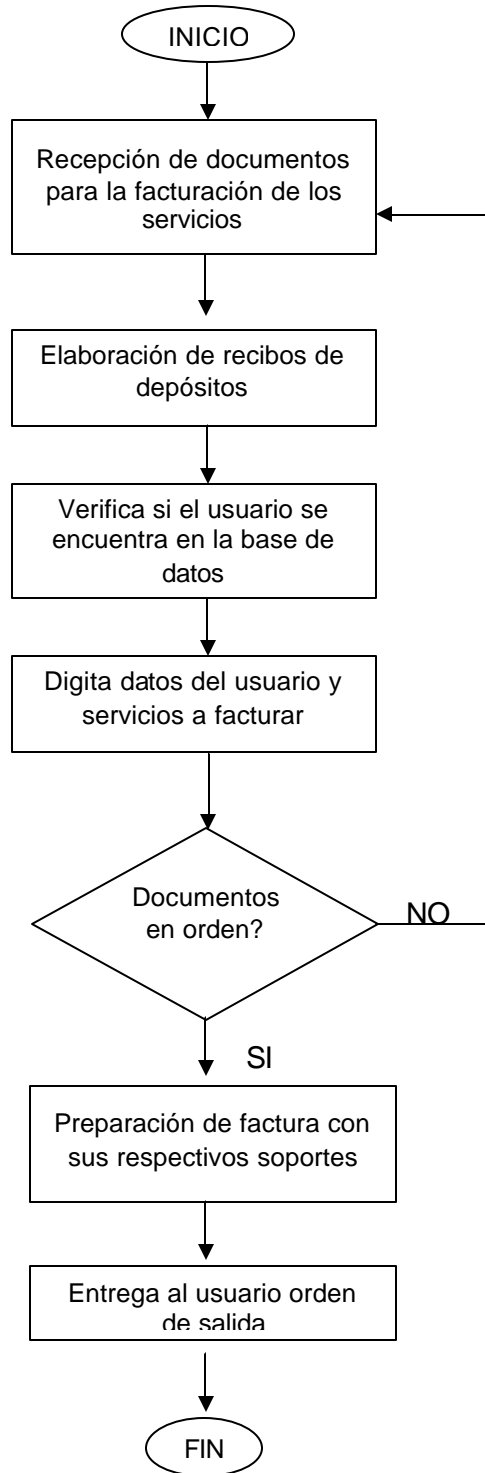 INICIO
Recepción de documentos
para la facturación de los
servicios
Elaboración de recibos de
depósitos
Verifica si el usuario se
encuentra en la base de
datos
Digita datos del usuario y
servicios a facturar
Documentos
en orden?
NO
SI
Preparación de factura con
sus respectivos soportes
Entrega al usuario orden
de salida
FIN